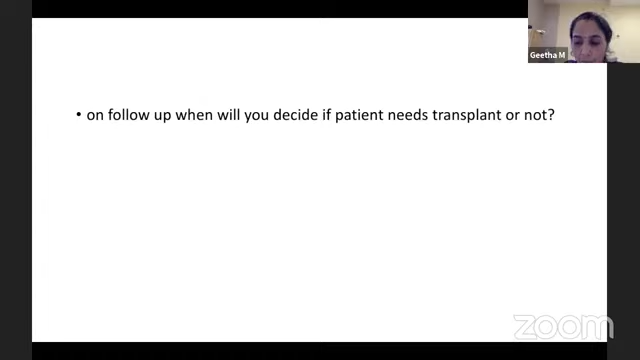 Geetha M
• on follow up when will you decide if patient needs transplant or not?
zoom